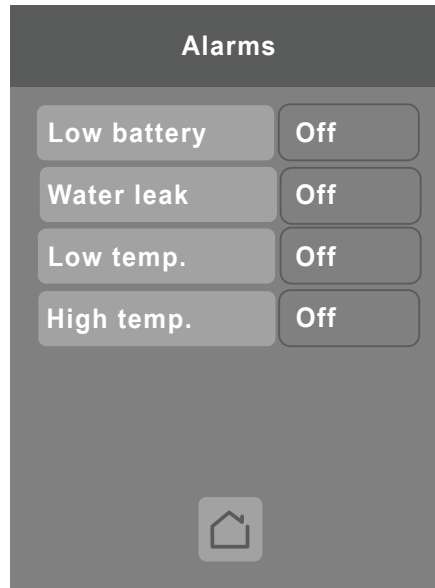 Alarms
Low battery Off
Water leak Off
Low temp. Off
High temp. Off